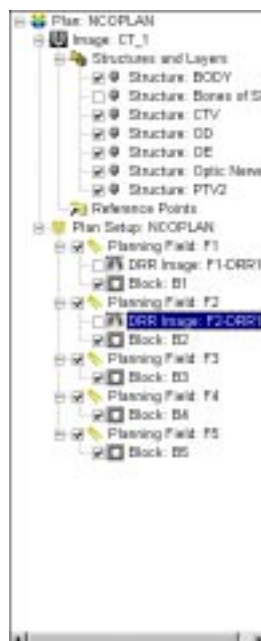 Plan: NCOPLAN
Image: CT_1
Structures and Layers
Structure: BODY
Structure: Bones of S
Structure: CTV
Structure: OD
Structure: OE
Structure: Optic Nerve
Structure: PTV2
Reference Points
Plan Setup: NCOPLAN
Planning Field: F1
DRR Image: F1-DRR1
Block: B1
Planning Field: F2
DRR Image: F2-DRR1
Block: B2
Planning Field: F3
Block: B3
Planning Field: F4
Block: B4
Planning Field: F5
Block: B5